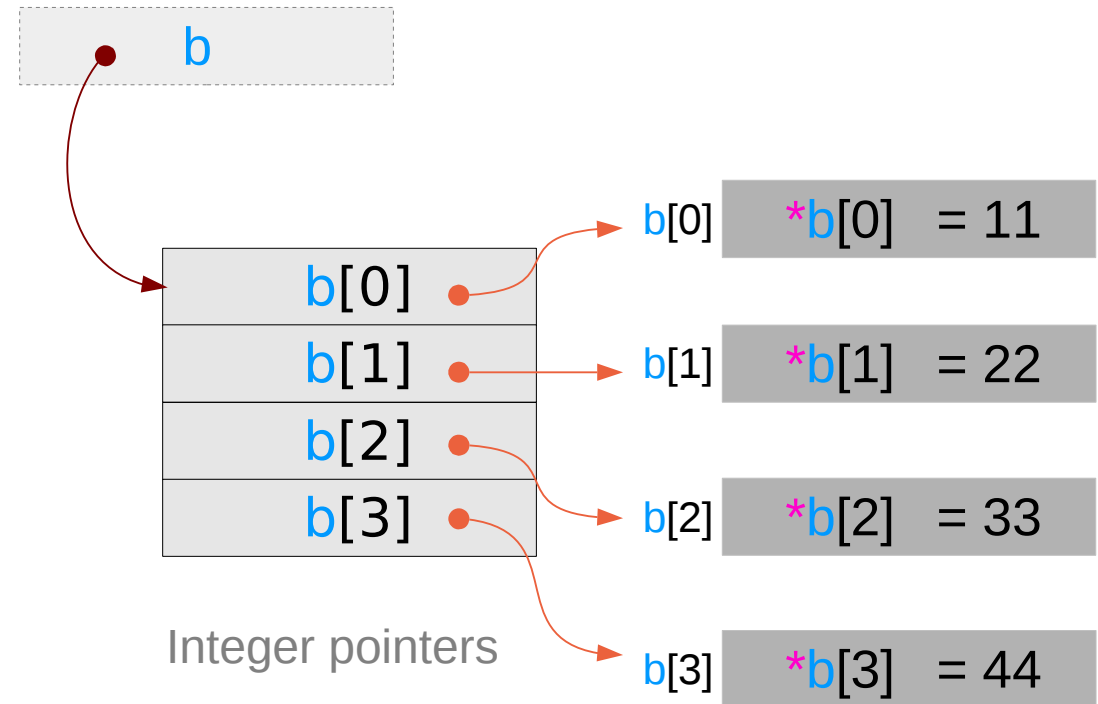 b
b[0]
b[1]
b[2]
b[3]
Integer pointers
b[0] *b[0] = 11
b[1] *b[1] = 22
b[2] *b[2] = 33
b[3] *b[3] = 44